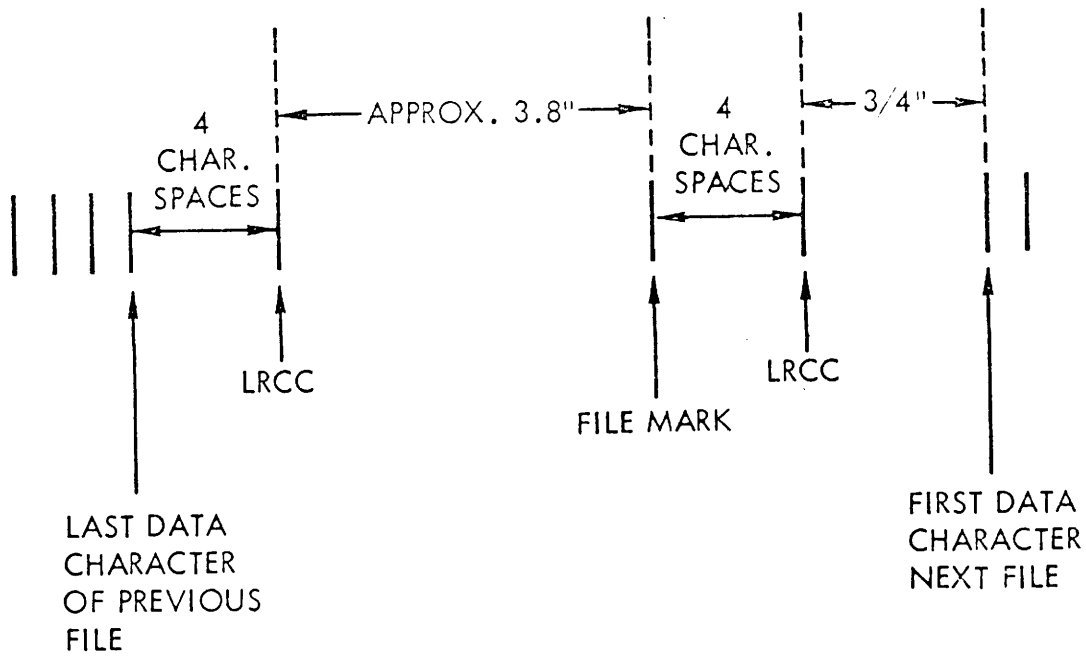 4
CHAR.
SPACES
APPROX. 3.8"
4
CHAR.
SPACES
3/4"
LRCC
FILE MARK
LRCC
LAST DATA
CHARACTER
OF PREVIOUS
FILE
FIRST DATA
CHARACTER
NEXT FILE